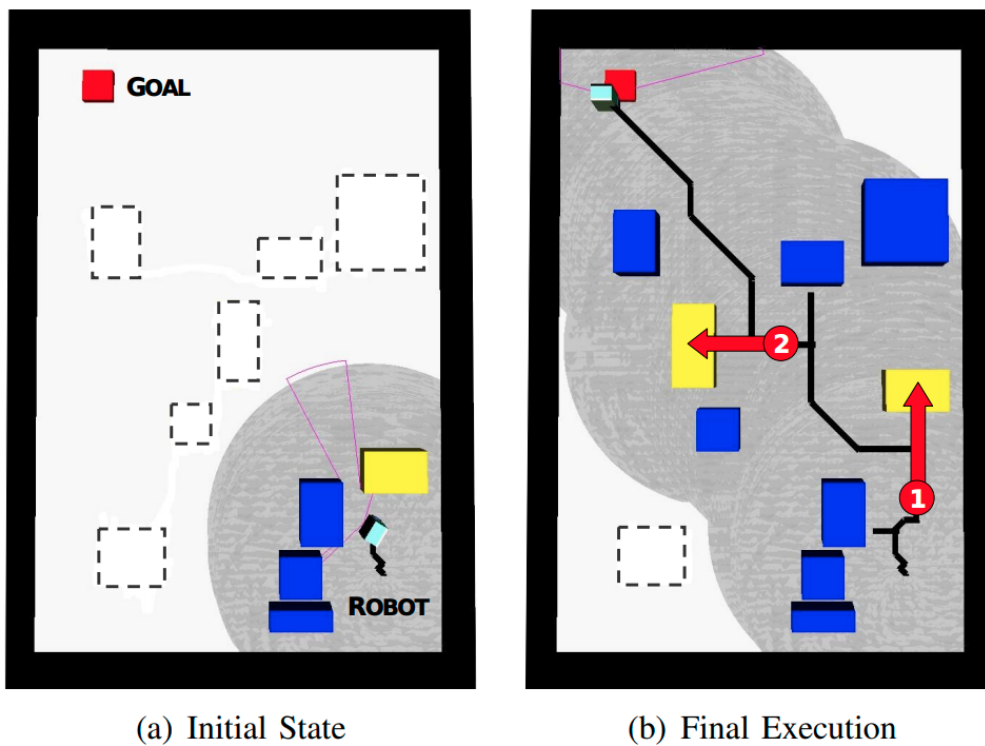 GOAL
ROBOT
2
1
(a) Initial State
(b) Final Execution